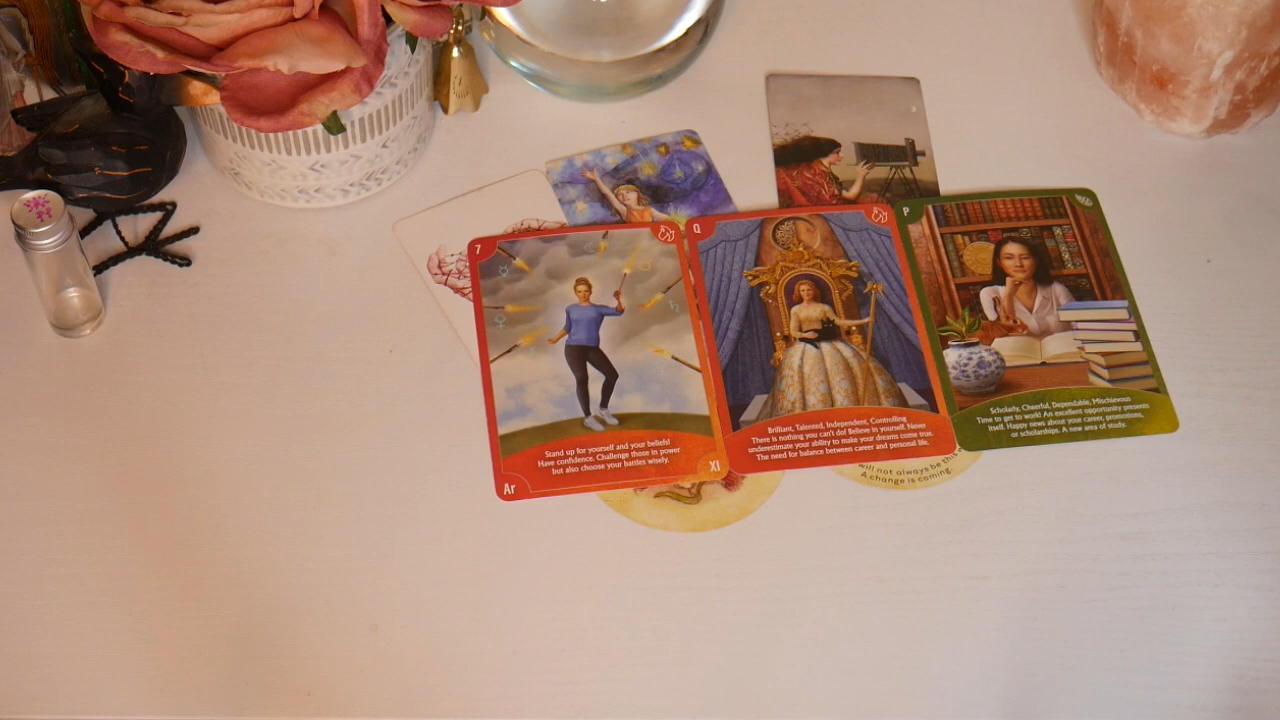 7
Stand up for yourself and your beliefs!
Have confidence. Challenge those in power
but also choose your battles wisely.
Ar
XI
Q
Brilliant, Talented, Independent, Controlling
There is nothing you can't do! Believe in yourself. Never
underestimate your ability to make your dreams come true.
The need for balance between career and personal life.
P
Scholarly, Cheerful, Dependable, Mischievous
Time to get to work! An excellent opportunity presents
itself. Happy news about your career, promotions,
or scholarships. A new area of study.
will not always be this
A change is coming.